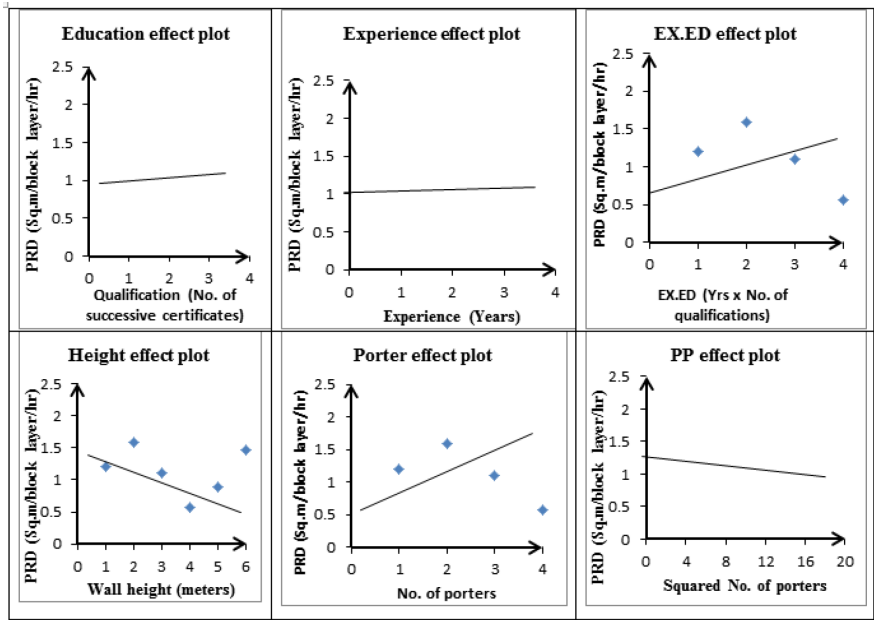 Education effect plot
PRD (Sq.m/block layer/hr)
2.5
2
1.5
1
0.5
0
0 1 2 3 4
Qualification (No. of
successive certificates)
Experience effect plot
PRD (Sq.m/block layer/hr)
2.5
2
1.5
1
0.5
0
0 1 2 3 4
Experience (Years)
EX.ED effect plot
PRD (Sq.m/block layer/hr)
2.5
2
1.5
1
0.5
0
0 1 2 3 4
EX.ED (Yrs x No. of
qualifications)
Height effect plot
PRD (Sq.m/block layer/hr)
2.5
2
1.5
1
0.5
0
0 1 2 3 4 5 6
Wall height (meters)
Porter effect plot
PRD (Sq.m/block layer/hr)
2.5
2
1.5
1
0.5
0
0 1 2 3 4
No. of porters
PP effect plot
PRD (Sq.m/block layer/hr)
2.5
2
1.5
1
0.5
0
0 4 8 12 16 20
Squared No. of porters